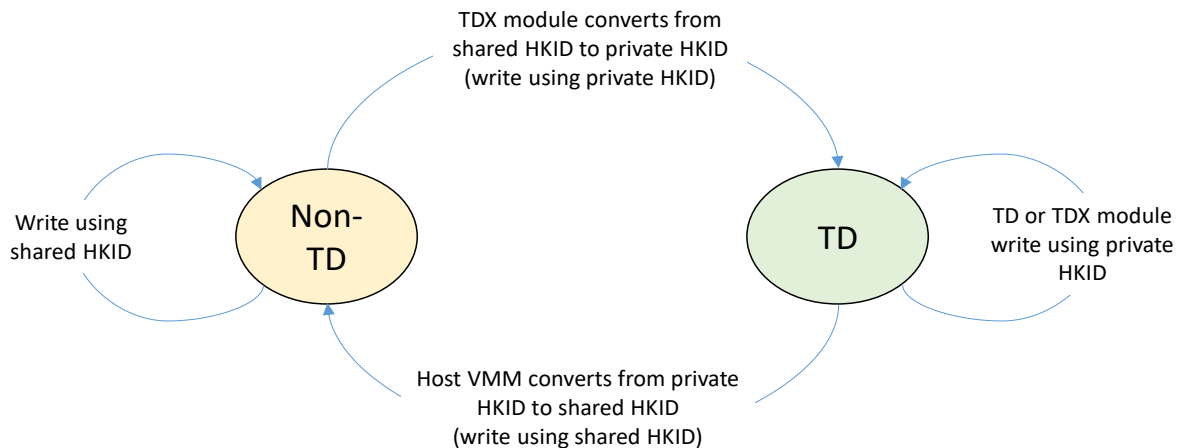 TDX module converts from
shared HKID to private HKID
(write using private HKID)
Write using
shared HKID
Non-
TD
TD
TD or TDX module
write using private
HKID
Host VMM converts from private
HKID to shared HKID
(write using shared HKID)